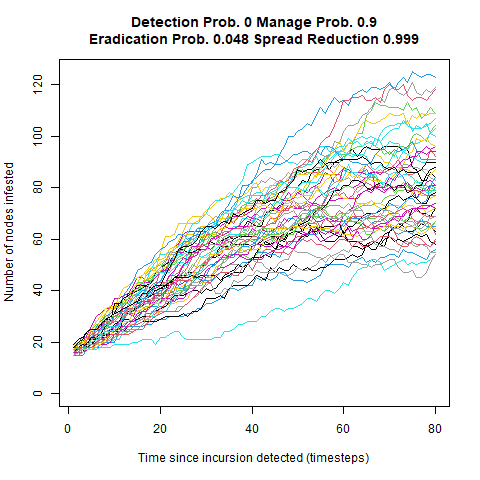 Detection Prob. 0 Manage Prob. 0.9
Eradication Prob. 0.048 Spread Reduction 0.999
Number of nodes infested
120
100
80
60
40
20
0
0 20 40 60 80
Time since incursion detected (timesteps)